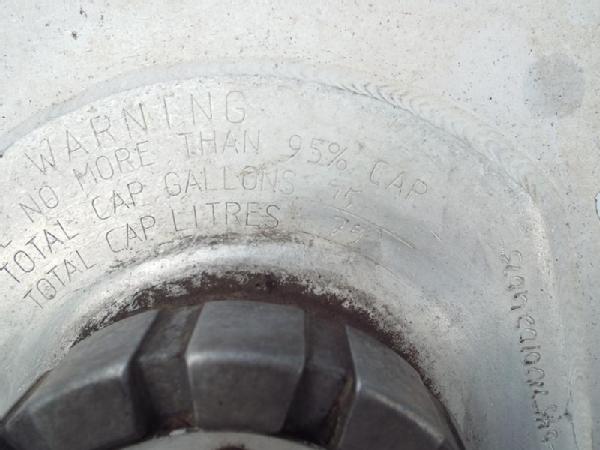 WARNING
L NO MORE THAN 95% CAP
TOTAL CAP GALLONS
TOTAL CAP LITRES